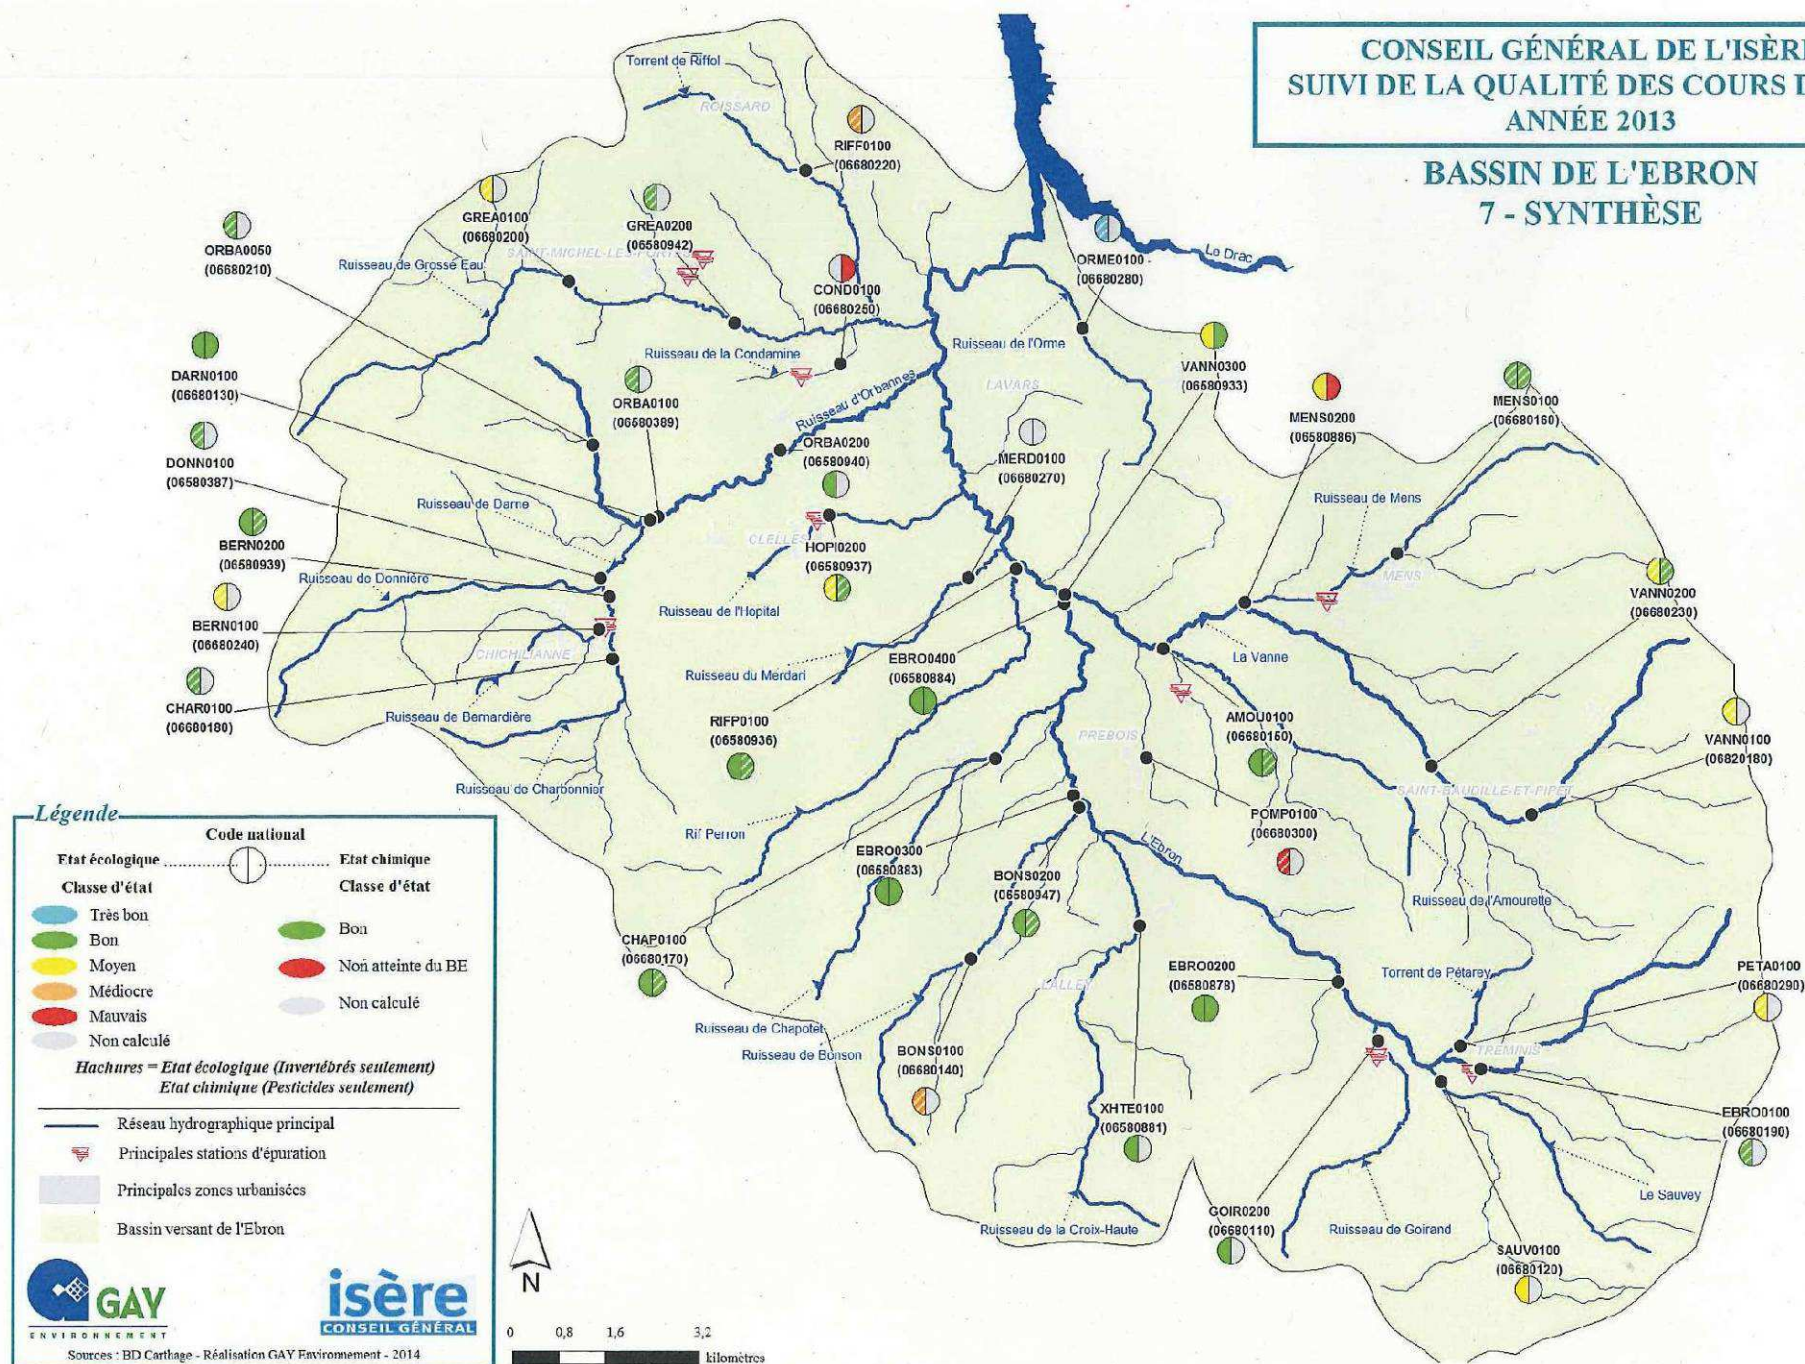 CONSEIL GÉNÉRAL DE L'ISÈRE
SUIVI DE LA QUALITÉ DES COURS
ANNÉE 2013
BASSIN DE L'EBRON
7 - SYNTHÈSE
Torrent de Riffol
ROISSARD
RIFF0100
(06680220)
GREA0100
(06680200)
GREA0200
(06580942)
SAINT-MICHEL-LES-PORTES
ORBA0050
(06680210)
Ruisseau de Grosse Eau
COND0100
(06680250)
ORME0100
(06680280)
Le Drac
DARN0100
(06680130)
Ruisseau de la Condamine
Ruisseau de l'Orme
VANN0300
(06580933)
ORBA0100
(06580389)
Ruisseau d'Orbannes
LAVARS
MENS0200
(06580886)
MENS0100
(06680160)
DONN0100
(06580387)
ORBA0200
(06580940)
MERD0100
(06680270)
Ruisseau de Darne
Ruisseau de Mens
BERN0200
(06580939)
CLELLES
HOPI0200
(06580937)
MENS
Ruisseau de Donnière
Ruisseau de l'Hopital
VANN0200
(06680230)
BERN0100
(06680240)
CHICHILIANNE
Ruisseau du Merdari
EBRO0400
(06580884)
La Vanne
CHAR0100
(06680180)
Ruisseau de Bernardière
RIFP0100
(06580936)
PREBOIS
AMOU0100
(06680150)
VANN0100
(06820180)
Ruisseau de Charbonnier
SAINT-BAUDILLE-ET-PIPET
Rif Perron
POMP0100
(06680300)
L'Ebron
EBRO0300
(06580883)
BONS0200
(06580947)
Ruisseau de l'Amourette
CHAP0100
(06680170)
LALLEY
EBRO0200
(06580878)
Torrent de Pétarey
PETA0100
(06680290)
Ruisseau de Chapotet
Ruisseau de Bonson
BONS0100
(06680140)
TREMINIS
XHTE0100
(06580881)
EBRO0100
(06680190)
Le Sauvey
Ruisseau de la Croix-Haute
GOIR0200
(06680110)
Ruisseau de Goirand
SAUV0100
(06680120)
Légende
Code national
Etat écologique
Etat chimique
Classe d'état
Classe d'état
Très bon
Bon
Moyen
Médiocre
Mauvais
Non calculé
Bon
Non atteinte du BE
Non calculé
Hachures = Etat écologique (Invertébrés seulement)
Etat chimique (Pesticides seulement)
Réseau hydrographique principal
Principales stations d'épuration
Principales zones urbanisées
Bassin versant de l'Ebron
GAY
ENVIRONNEMENT
isère
CONSEIL GÉNÉRAL
Sources : BD Carthage - Réalisation GAY Environnement - 2014
N
0 0,8 1,6 3,2
kilomètres